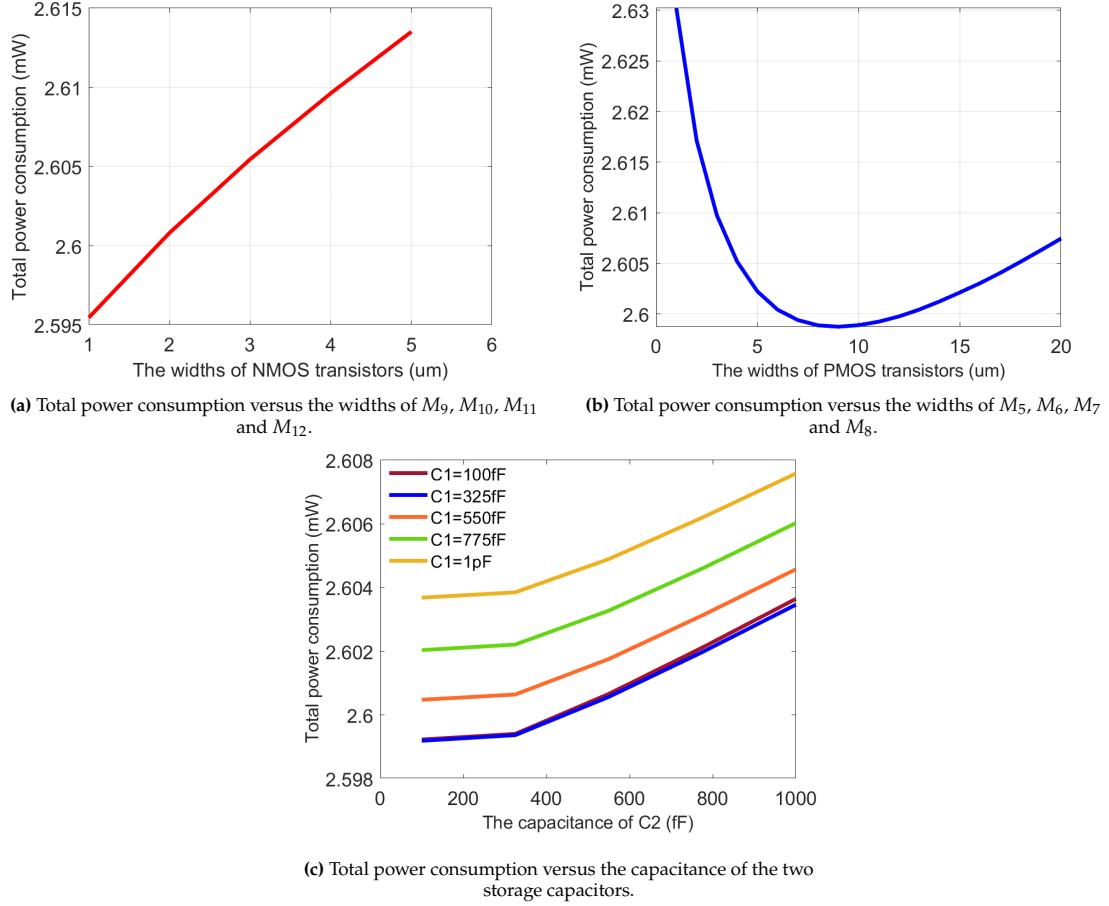 2.615
2.61
2.605
2.6
2.595
Total power consumption (mW)
1 2 3 4 5 6
The widths of NMOS transistors (um)
(a) Total power consumption versus the widths of M9, M10, M11
and M12.
2.63
2.625
2.62
2.615
2.61
2.605
2.6
Total power consumption (mW)
0 5 10 15 20
The widths of PMOS transistors (um)
(b) Total power consumption versus the widths of M5, M6, M7
and M8.
2.608
2.606
2.604
2.602
2.6
2.598
Total power consumption (mW)
C1=100fF
C1=325fF
C1=550fF
C1=775fF
C1=1pF
0 200 400 600 800 1000
The capacitance of C2 (fF)
(c) Total power consumption versus the capacitance of the two
storage capacitors.